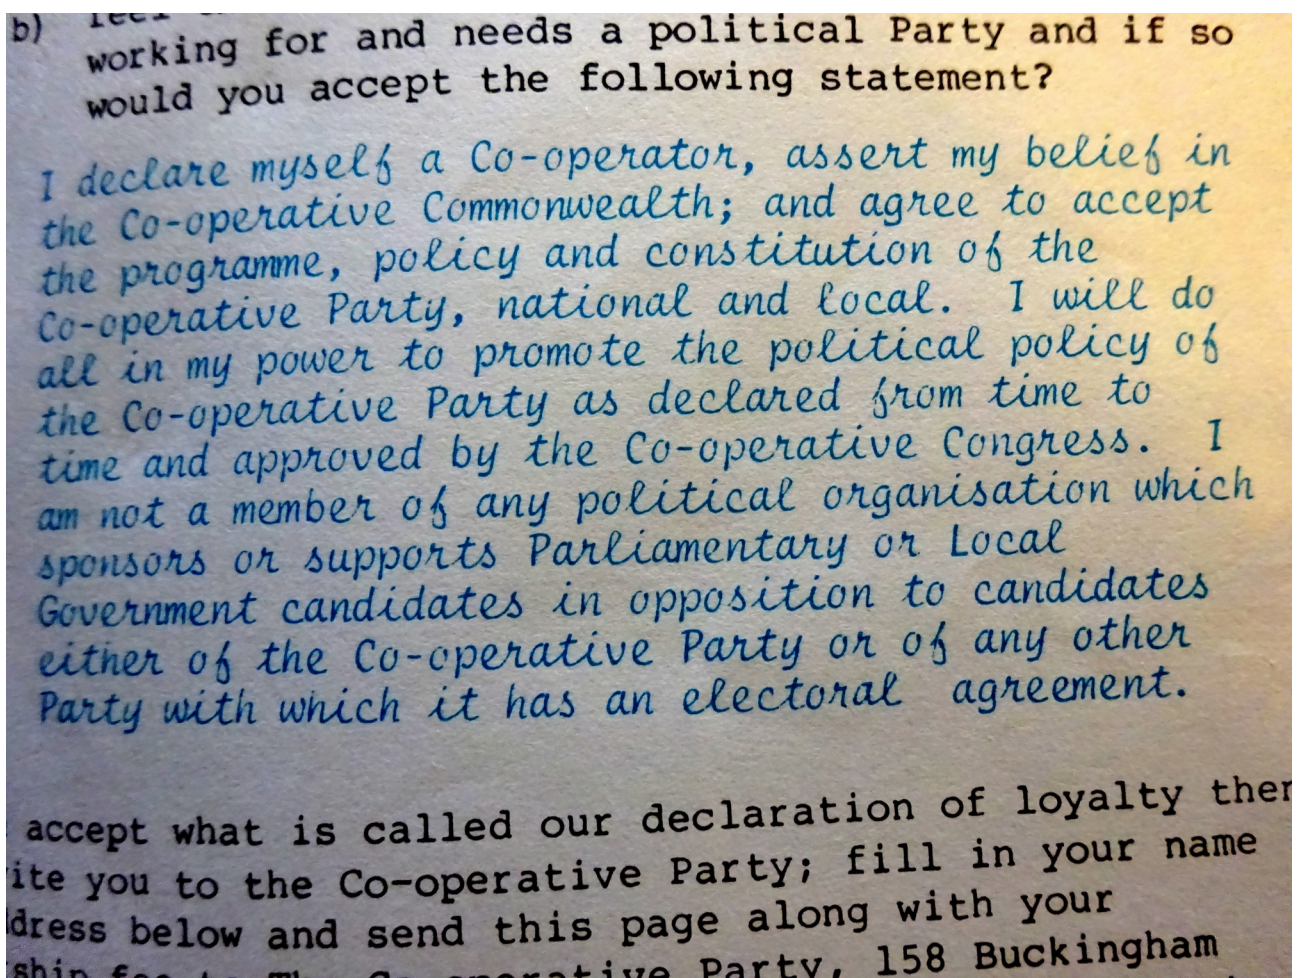 b)
working for and needs a political Party and if so
would you accept the following statement?
I declare myself a Co-operator, assert my belief in
the Co-operative Commonwealth; and agree to accept
the programme, policy and constitution of the
Co-operative Party, national and local. I will do
all in my power to promote the political policy of
the Co-operative Party as declared from time to
time and approved by the Co-operative Congress. I
am not a member of any political organisation which
sponsors or supports Parliamentary or Local
Government candidates in opposition to candidates
either of the Co-operative Party or of any other
Party with which it has an electoral agreement.
accept what is called our declaration of loyalty then
ite you to the Co-operative Party; fill in your name
dress below and send this page along with your
ship fee to The Co-operative Party, 158 Buckingham